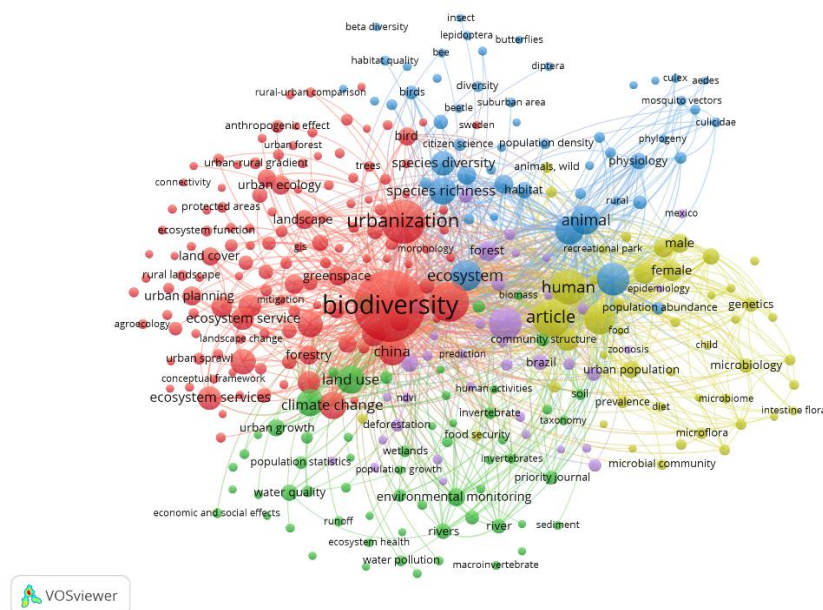 insect
beta diversity
lepidoptera
butterflies
bee
habitat quality
diptera
culex
aedes
rural-urban comparison
birds
diversity
beetle
suburban area
mosquito vectors
anthropogenic effect
sweden
culicidae
urban forest
bird
citizen science
population density
phylogeny
trees
urban-rural gradient
species diversity
animals, wild
physiology
connectivity
urban ecology
species richness
habitat
protected areas
rural
landscape
urbanization
animal
mexico
ecosystem function
gis
morphology
forest
recreational park
male
land cover
rural landscape
greenspace
ecosystem
human
female
urban planning
epidemiology
mitigation
biodiversity
biomass
population abundance
genetics
agroecology
ecosystem service
article
food
landscape change
community structure
child
urban sprawl
forestry
china
prediction
brazil
zoonosis
urban population
microbiology
conceptual framework
land use
human activities
soil
prevalence
diet
microbiome
ecosystem services
climate change
ndvi
invertebrate
taxonomy
intestine flora
urban growth
deforestation
food security
microflora
wetlands
population statistics
population growth
invertebrates
microbial community
priority journal
water quality
environmental monitoring
economic and social effects
runoff
rivers
river
sediment
ecosystem health
water pollution
macroinvertebrate
VOSviewer